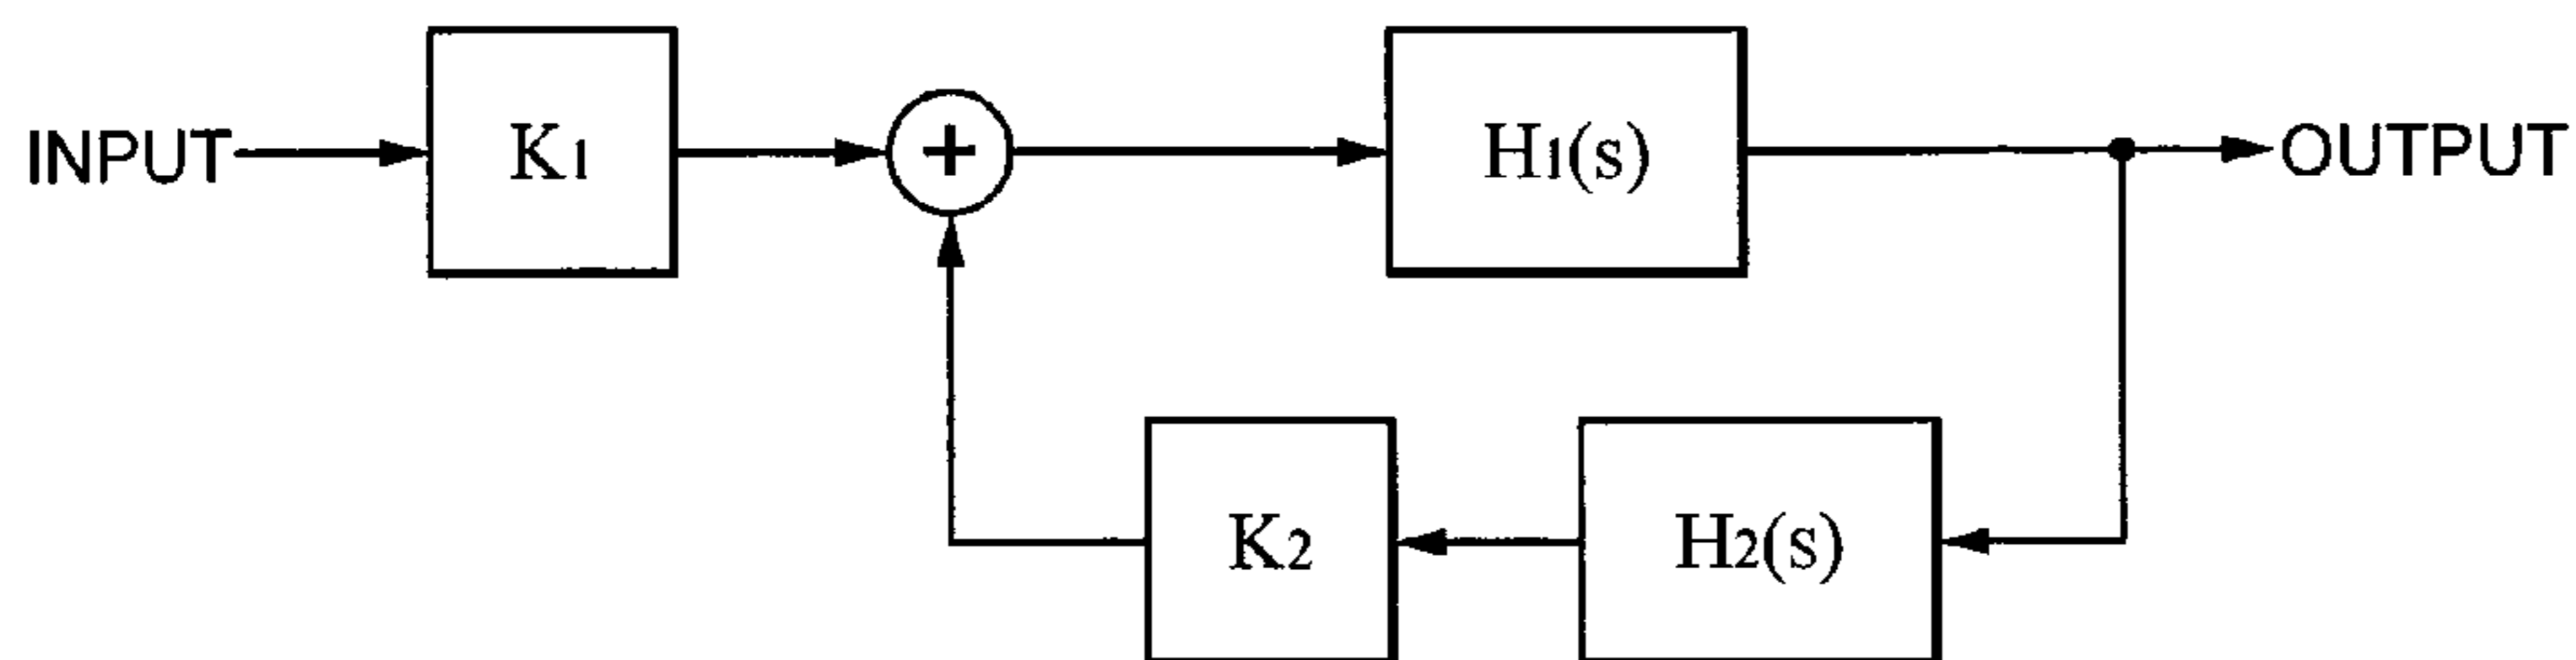 INPUT
K1
+
H1(s)
OUTPUT
K2
H2(s)